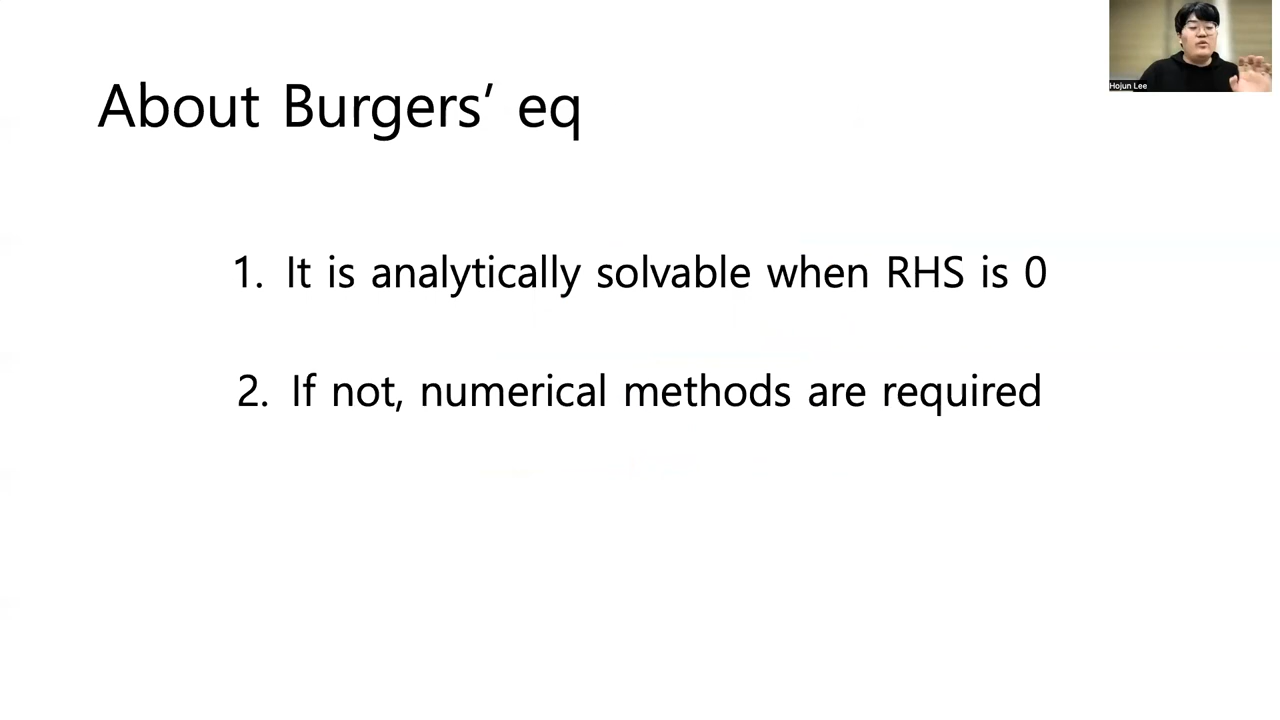 Hojun Lee
About Burgers’ eq
1. It is analytically solvable when RHS is 0
2. If not, numerical methods are required